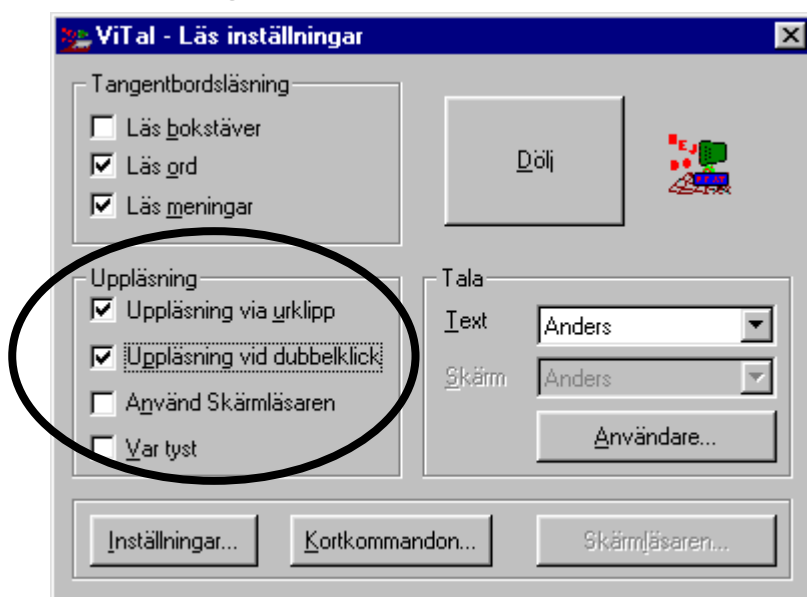 ViTal - Läs inställningar
Tangentbordsläsning
Läs bokstäver
Läs ord
Läs meningar
Dölj
Uppläsning
Uppläsning via urklipp
Uppläsning vid dubbelklick
Använd Skärmläsaren
Var tyst
Tala
Text
Anders
Skärm
Anders
Användare...
Inställningar...
Kortkommandon...
Skärmläsaren...